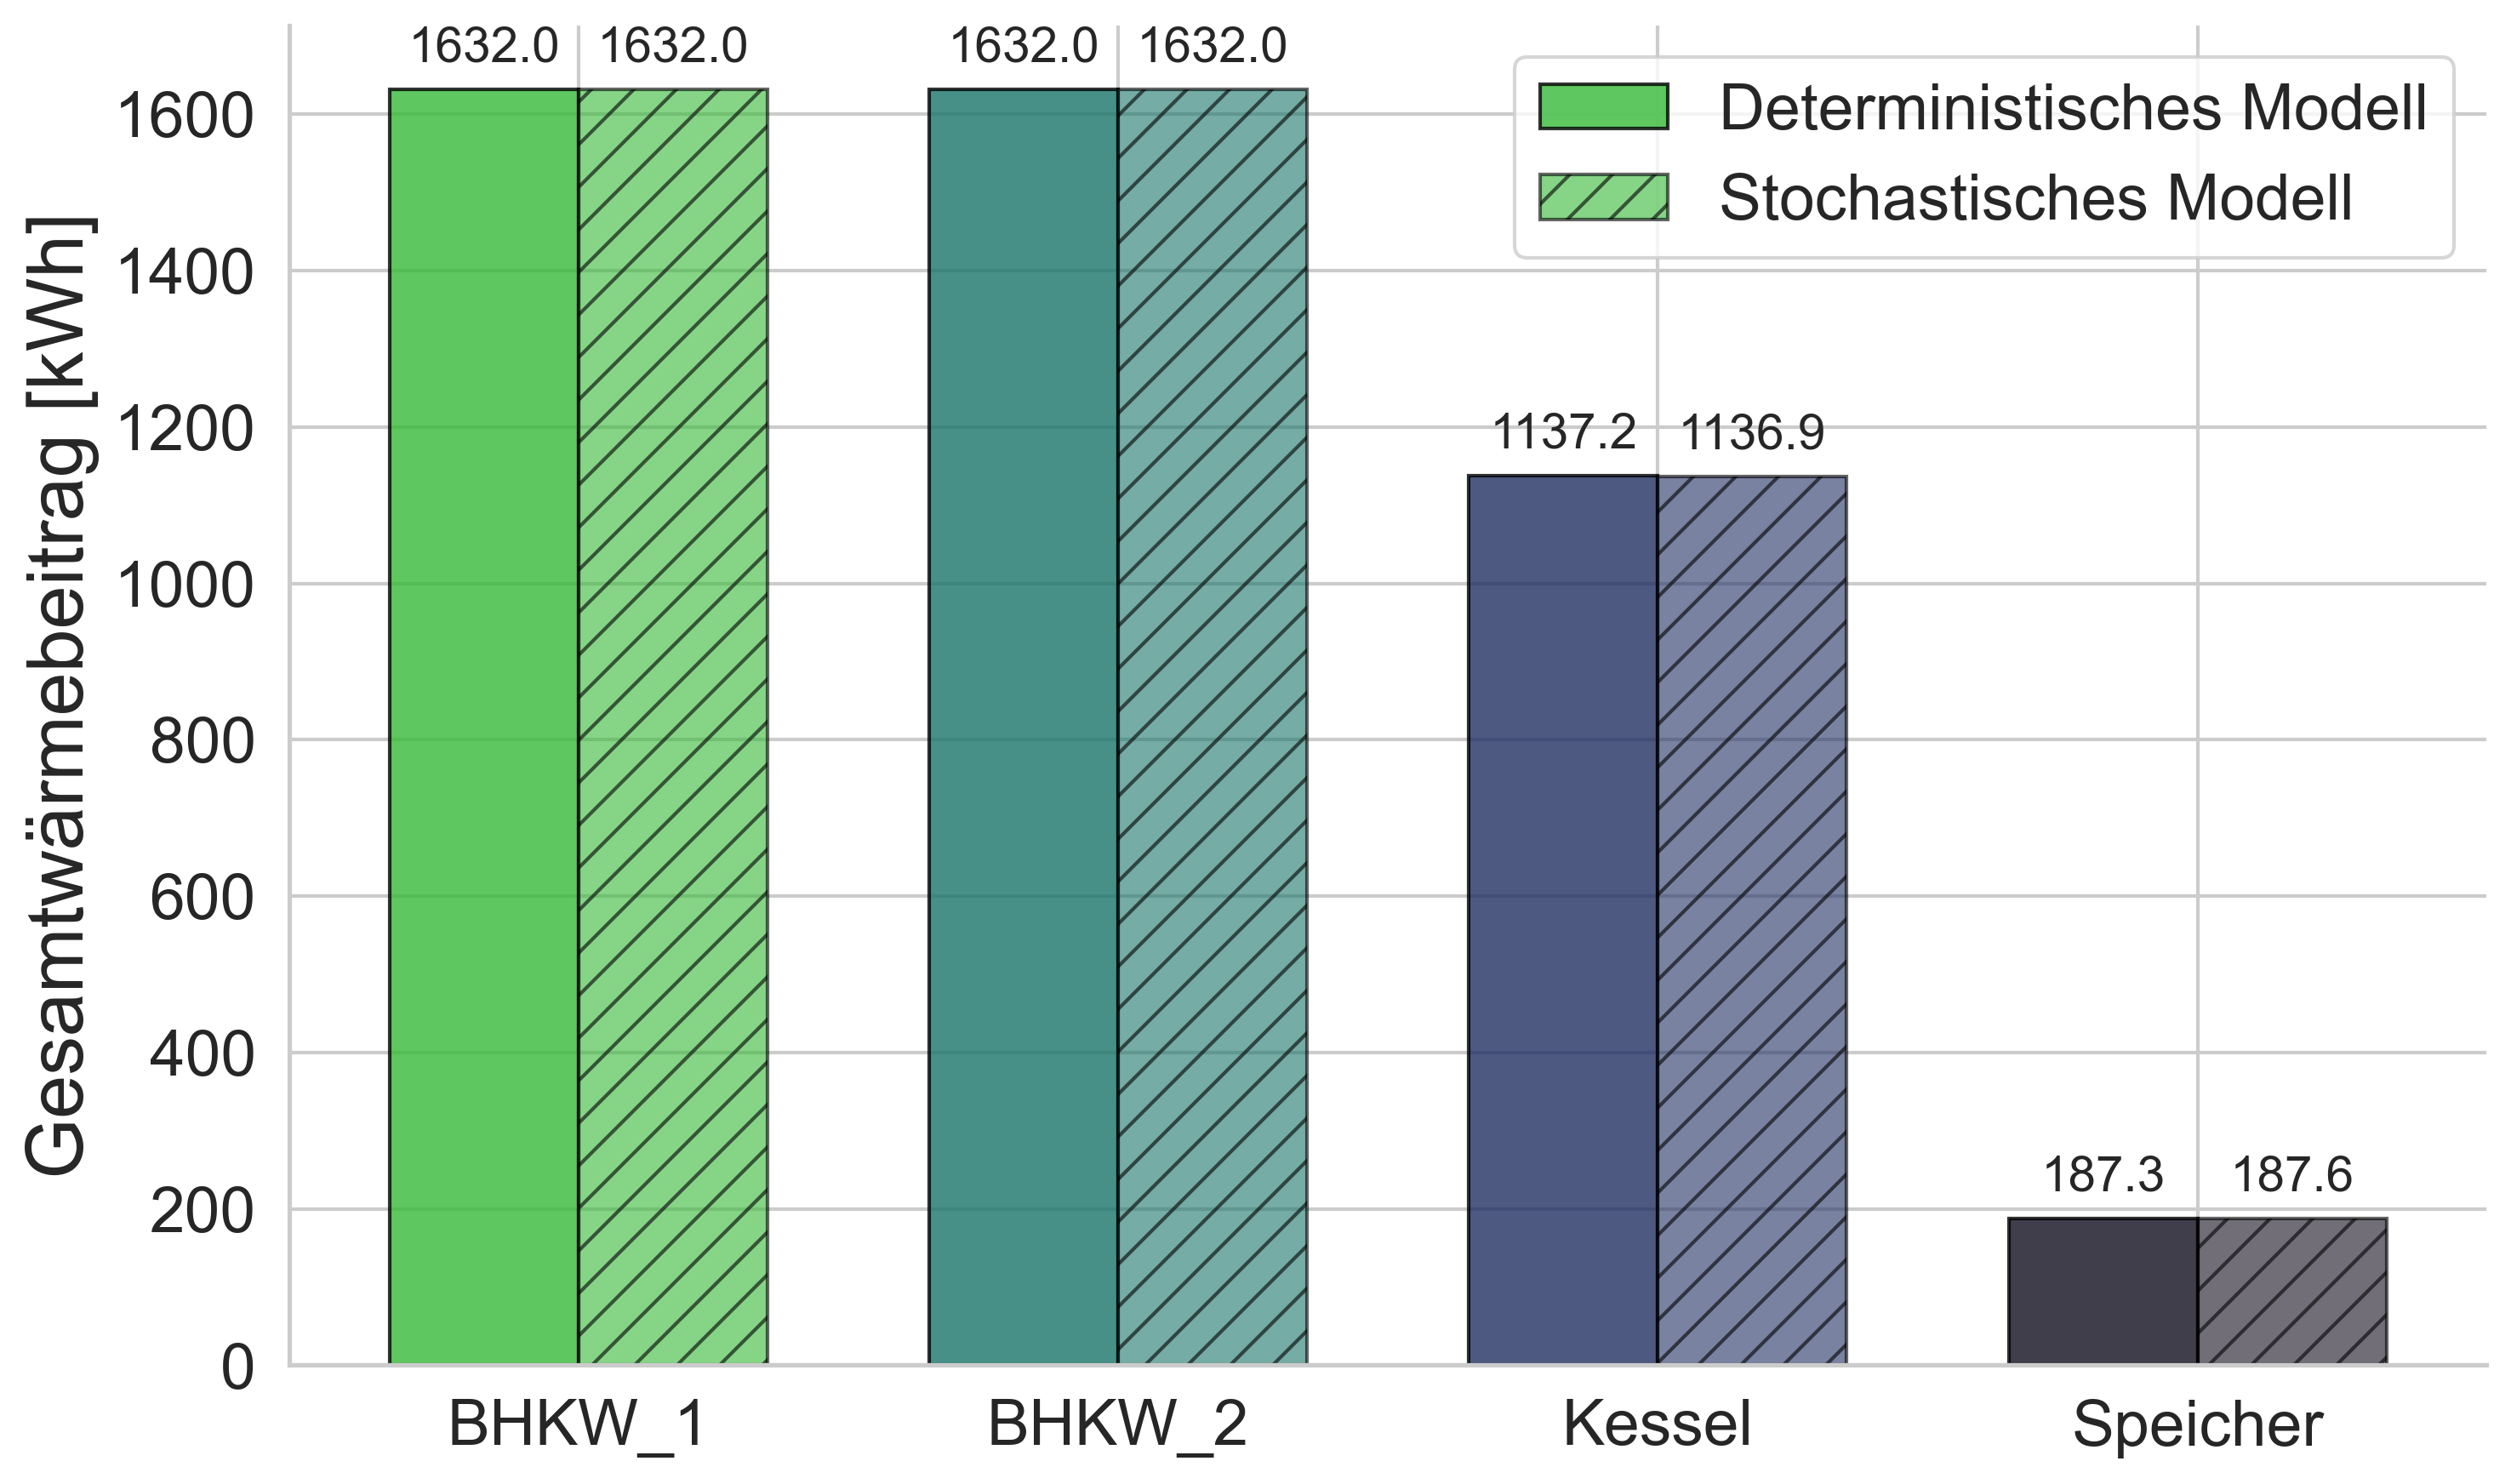 1632.0 1632.0 1632.0 1632.0
Deterministisches Modell
Stochastisches Modell
1137.2 1136.9
187.3 187.6
Gesamtwärmebeitrag [kWh]
1600
1400
1200
1000
800
600
400
200
0
BHKW_1 BHKW_2 Kessel Speicher